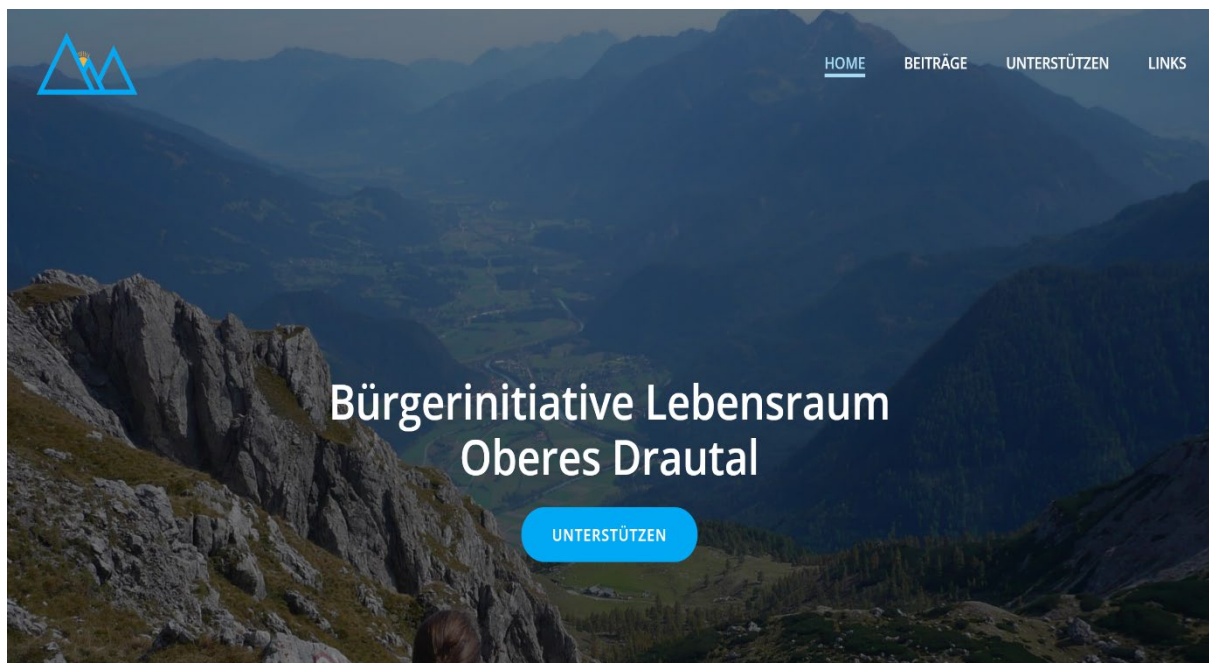 HOME BEITRÄGE UNTERSTÜTZEN LINKS
Bürgerinitiative Lebensraum
Oberes Drautal
UNTERSTÜTZEN